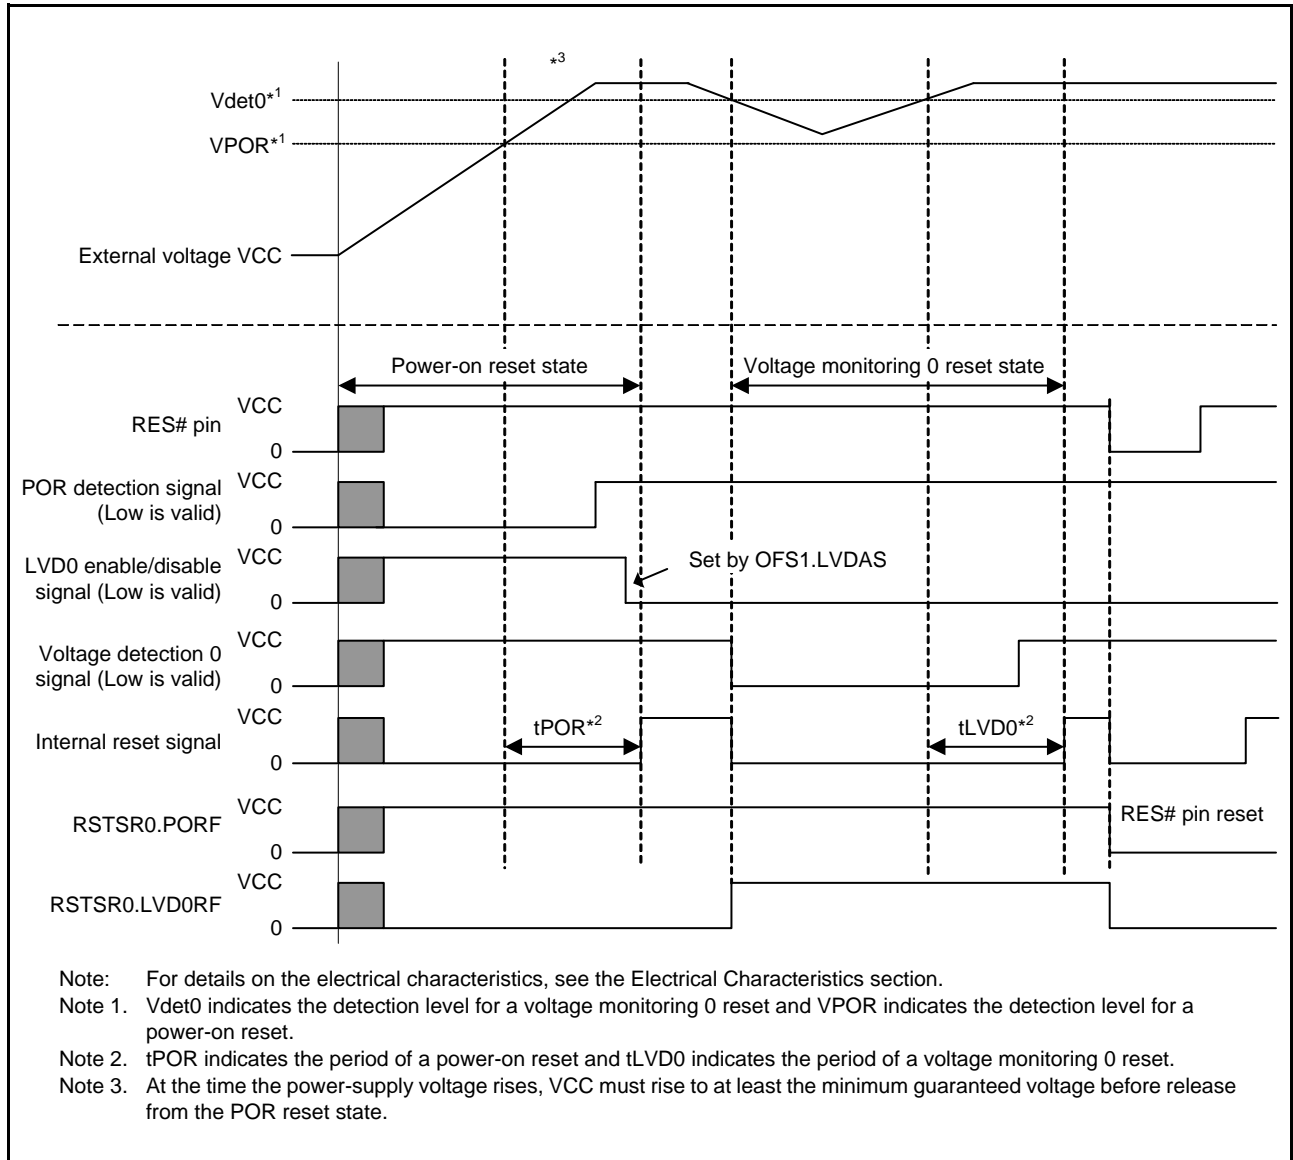 *3
Vdet0*1
VPOR*1
External voltage VCC
Power-on reset state
Voltage monitoring 0 reset state
RES# pin
VCC
0
POR detection signal
(Low is valid)
VCC
0
LVD0 enable/disable
signal (Low is valid)
VCC
0
Set by OFS1.LVDAS
Voltage detection 0
signal (Low is valid)
VCC
0
Internal reset signal
VCC
0
tPOR*2
tLVD0*2
RSTSR0.PORF
VCC
0
RES# pin reset
RSTSR0.LVD0RF
VCC
0
Note: For details on the electrical characteristics, see the Electrical Characteristics section.
Note 1. Vdet0 indicates the detection level for a voltage monitoring 0 reset and VPOR indicates the detection level for a
power-on reset.
Note 2. tPOR indicates the period of a power-on reset and tLVD0 indicates the period of a voltage monitoring 0 reset.
Note 3. At the time the power-supply voltage rises, VCC must rise to at least the minimum guaranteed voltage before release
from the POR reset state.